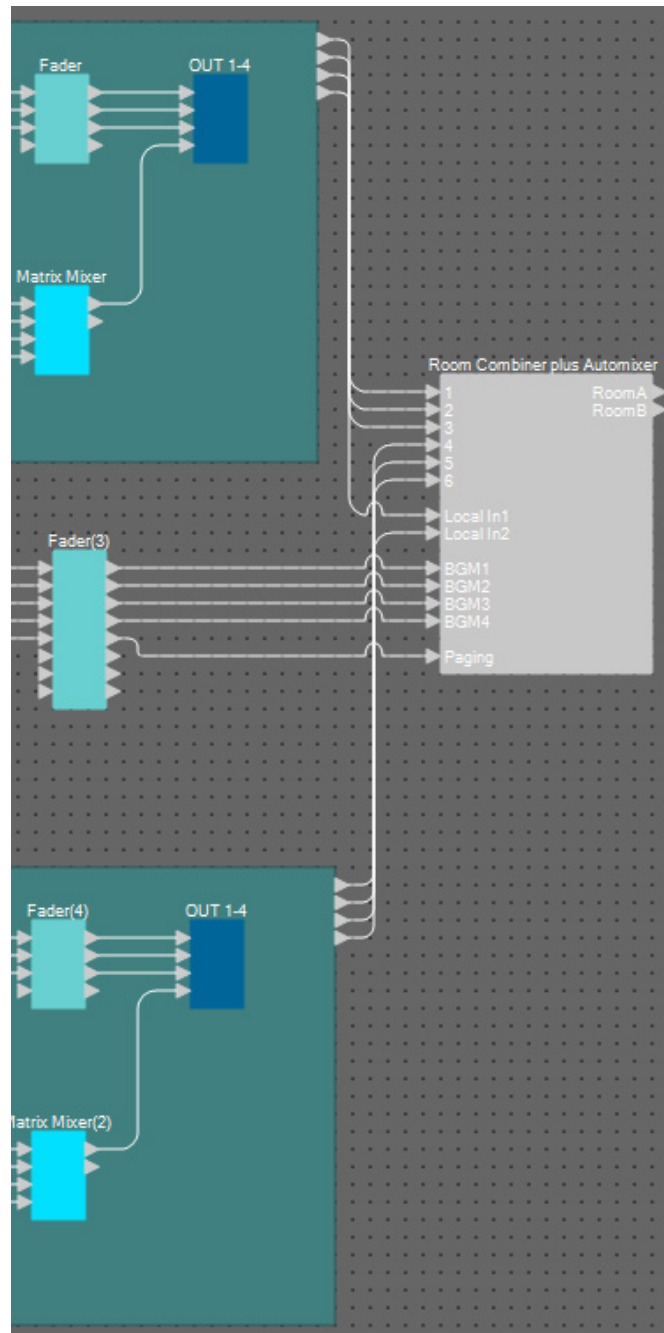 Fader
OUT 1-4
Matrix Mixer
Room Combiner plus Automixer
1
RoomA
2
RoomB
3
4
5
6
Local In1
Local In2
Fader(3)
BGM1
BGM2
BGM3
BGM4
Paging
Fader(4)
OUT 1-4
Matrix Mixer(2)